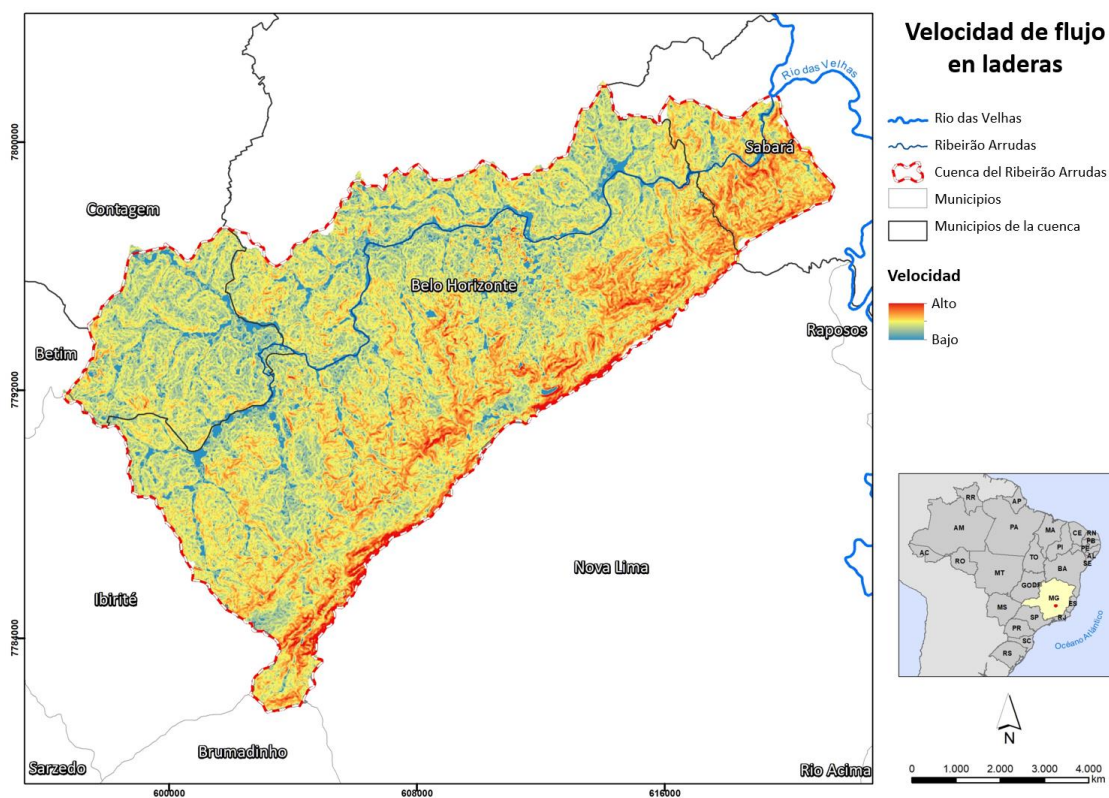 Velocidad de flujo
en laderas
Rio das Velhas
Ribeirão Arrudas
Cuenca del Ribeirão Arrudas
Municipios
Municipios de la cuenca
Velocidad
Alto
Bajo
Rio das Velhas
Sabará
Contagem
Belo Horizonte
Raposos
Betim
Nova Lima
Ibirité
Brumadinho
Sarzedo
Rio Acima
7800000
7792000
7784000
600000
608000
616000
RR
AP
AM
PA
MA
CE
RN
PB
PE
AL
SE
PI
AC
RO
TO
BA
MT
GO
DF
MG
ES
MS
SP
RJ
PR
SC
RS
Océano Atlántico
N
0
1.000
2.000
3.000
4.000
km